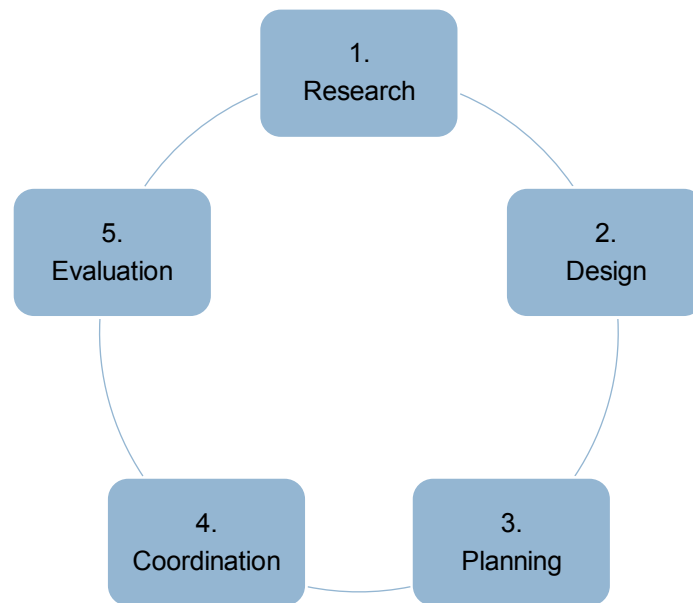 1.
Research
2.
Design
3.
Planning
4.
Coordination
5.
Evaluation